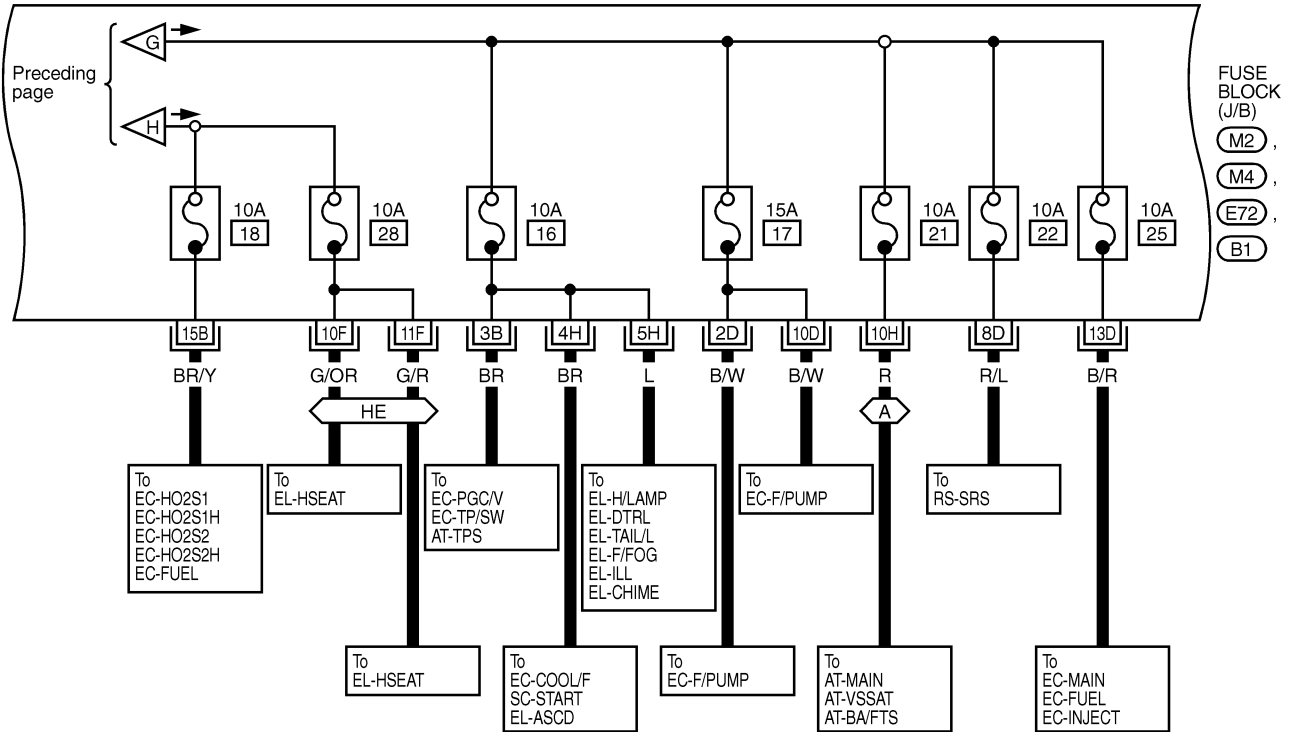 G
Preceding
page
H
FUSE
BLOCK
(J/B)
M2 ,
M4 ,
E72 ,
B1
10A
18
10A
28
10A
16
15A
17
10A
21
10A
22
10A
25
15B
10F
11F
3B
4H
5H
2D
10D
10H
8D
13D
BR/Y
G/OR
G/R
BR
BR
L
B/W
B/W
R
R/L
B/R
HE
A
To
EC-HO2S1
EC-HO2S1H
EC-HO2S2
EC-HO2S2H
EC-FUEL
To
EL-HSEAT
To
EC-PGC/V
EC-TP/SW
AT-TPS
To
EL-H/LAMP
EL-DTRL
EL-TAIL/L
EL-F/FOG
EL-ILL
EL-CHIME
To
EC-F/PUMP
To
RS-SRS
To
EL-HSEAT
To
EC-COOL/F
SC-START
EL-ASCD
To
EC-F/PUMP
To
AT-MAIN
AT-VSSAT
AT-BA/FTS
To
EC-MAIN
EC-FUEL
EC-INJECT